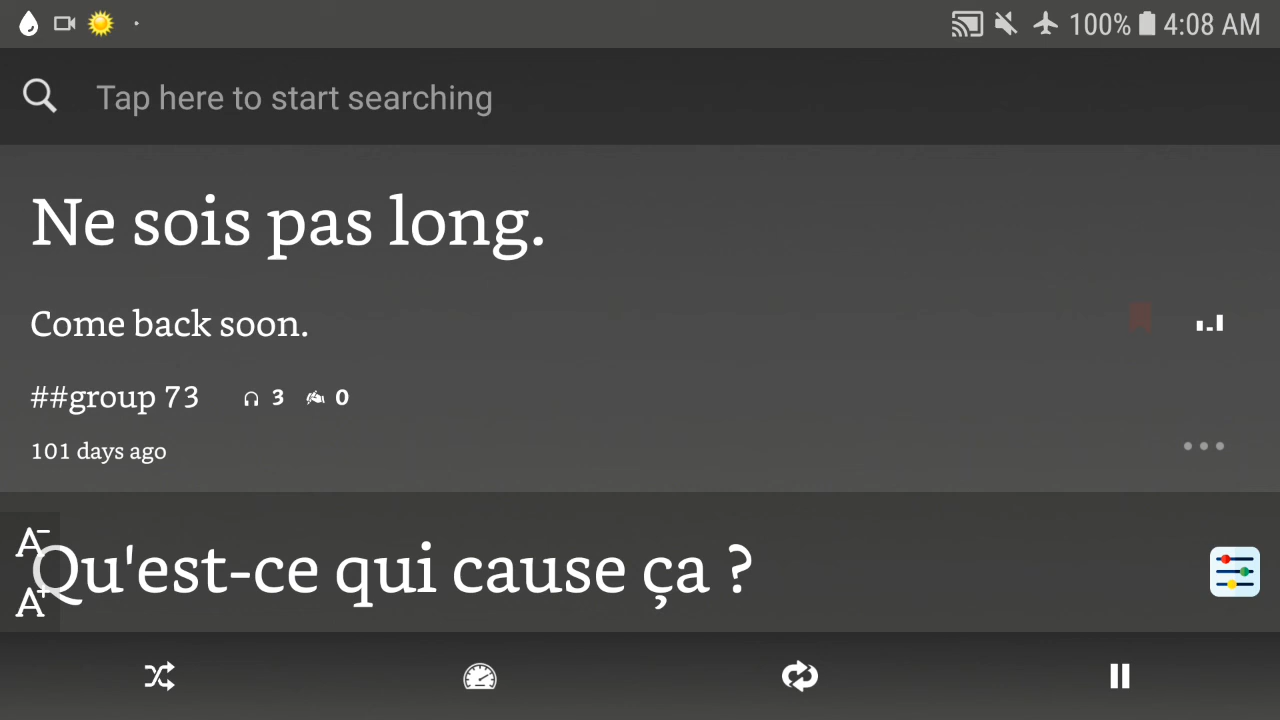 100% 4:08 AM
Tap here to start searching
Ne sois pas long.
Come back soon.
##group 73 3 0
101 days ago
A-
Qu'est-ce qui cause ça ?
A+